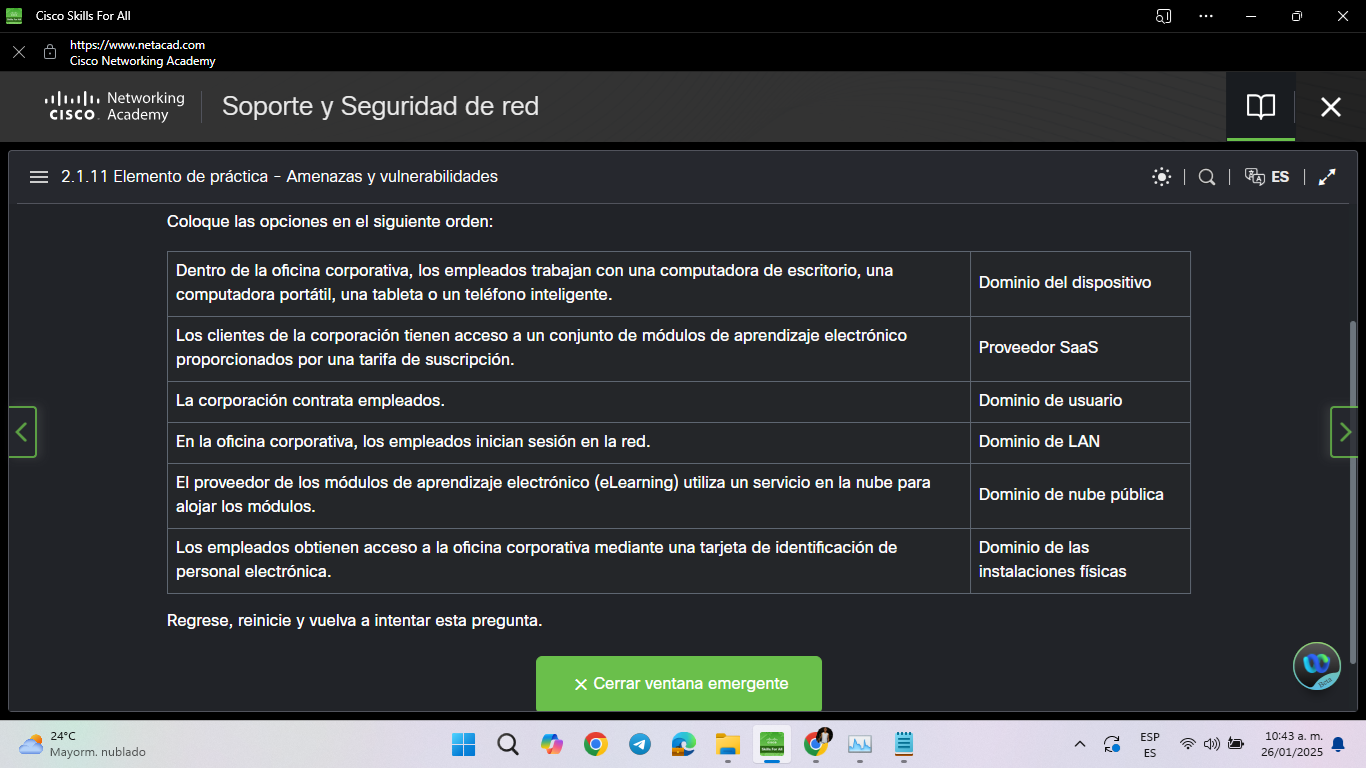 Cisco Skills For All
https://www.netacad.com
Cisco Networking Academy
CISCO Networking Academy
Soporte y Seguridad de red
2.1.11 Elemento de práctica - Amenazas y vulnerabilidades
ES
Coloque las opciones en el siguiente orden:
Dentro de la oficina corporativa, los empleados trabajan con una computadora de escritorio, una
computadora portátil, una tableta o un teléfono inteligente.
Dominio del dispositivo
Los clientes de la corporación tienen acceso a un conjunto de módulos de aprendizaje electrónico
proporcionados por una tarifa de suscripción.
Proveedor SaaS
La corporación contrata empleados.
Dominio de usuario
En la oficina corporativa, los empleados inician sesión en la red.
Dominio de LAN
El proveedor de los módulos de aprendizaje electrónico (eLearning) utiliza un servicio en la nube para
alojar los módulos.
Dominio de nube pública
Los empleados obtienen acceso a la oficina corporativa mediante una tarjeta de identificación de
personal electrónica.
Dominio de las
instalaciones físicas
Regrese, reinicie y vuelva a intentar esta pregunta.
Cerrar ventana emergente
Beta
24°C
Mayorm. nublado
ESP
ES
10:43 a. m.
26/01/2025